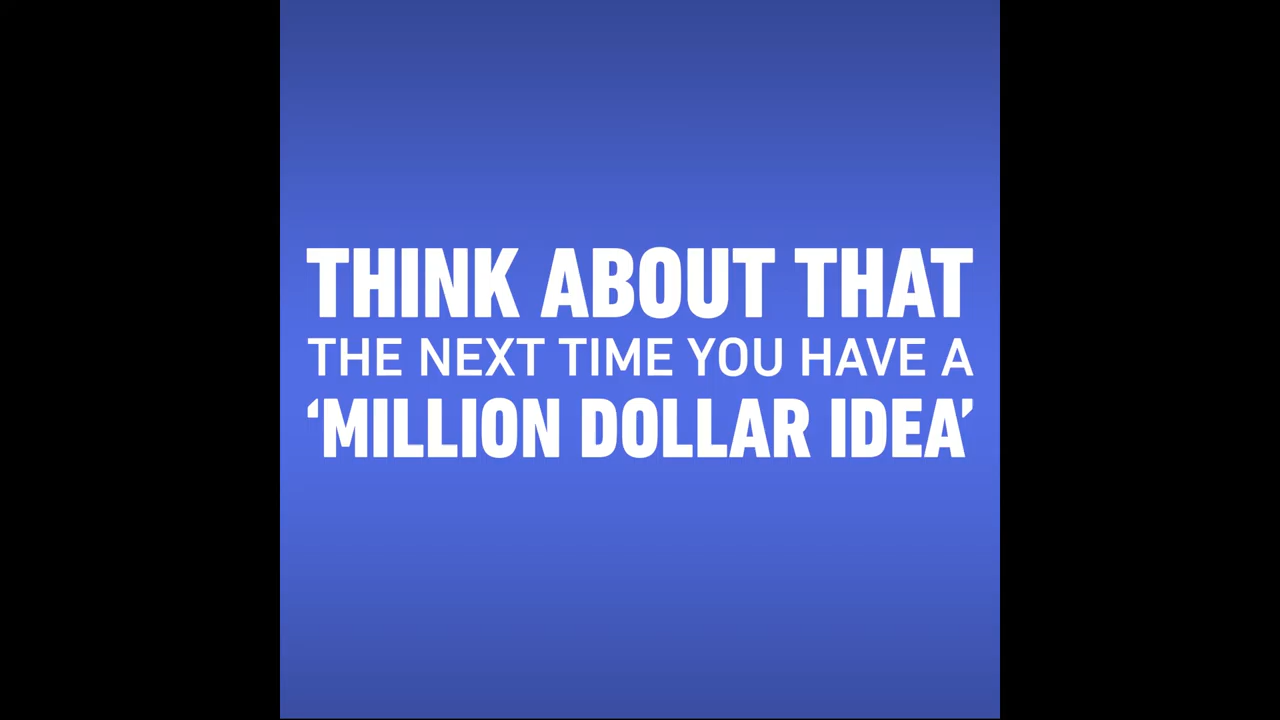 THINK ABOUT THAT
THE NEXT TIME YOU HAVE A
‘MILLION DOLLAR IDEA’